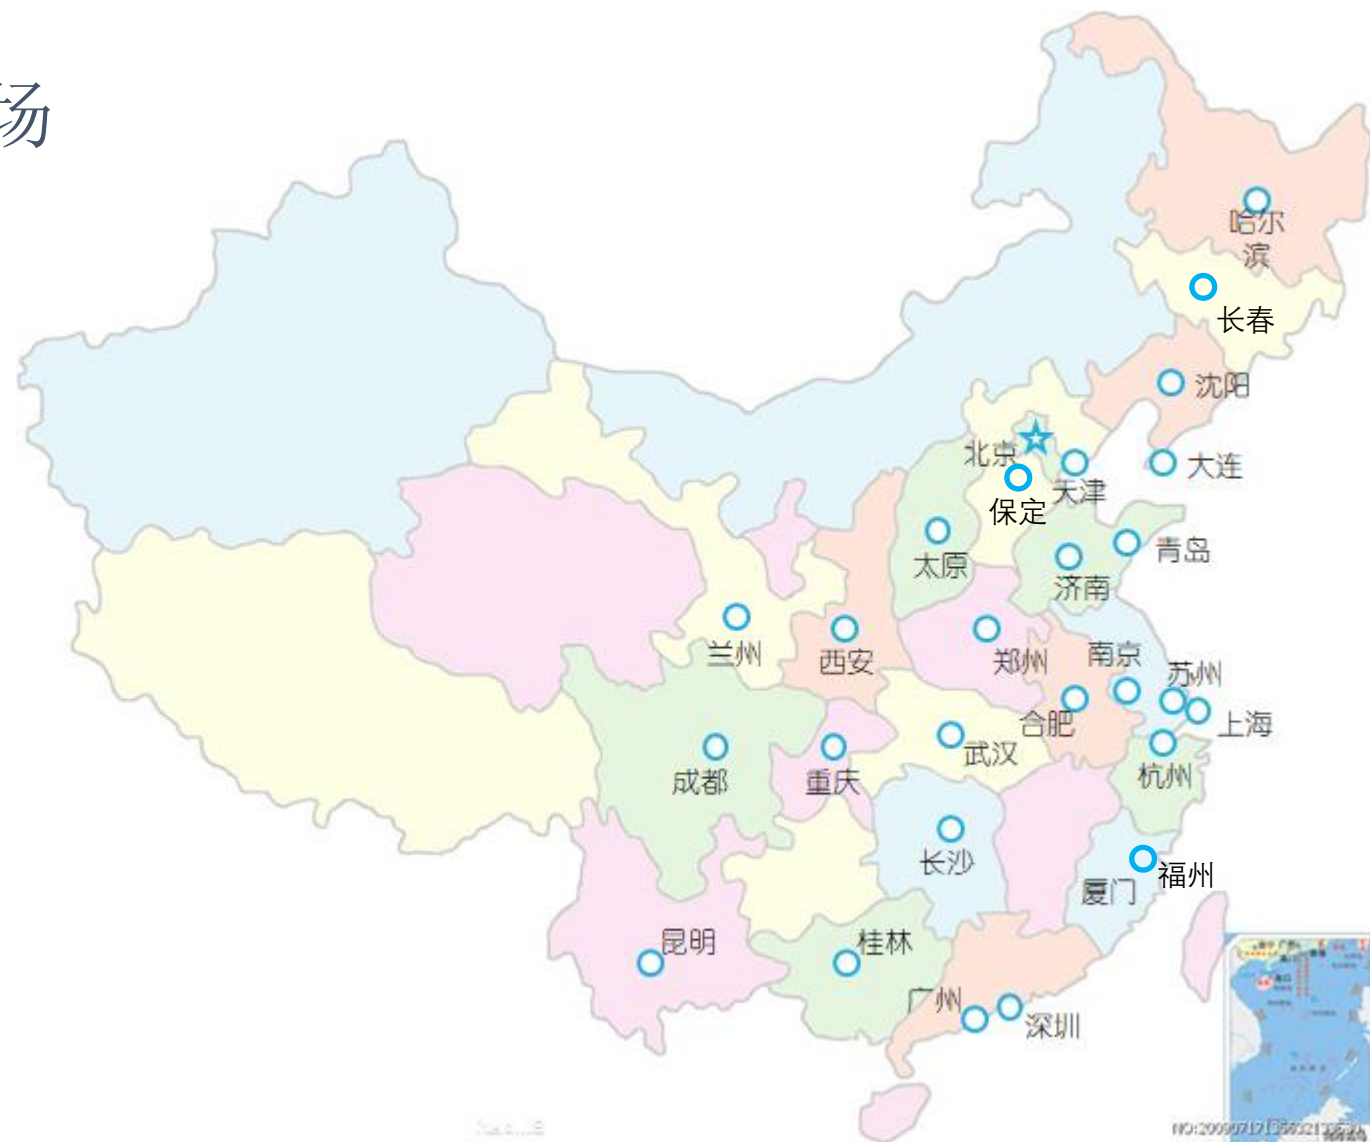 场
哈尔
滨
长春
沈阳
北京
大连
天津
保定
青岛
太原
济南
兰州
西安
郑州
南京
苏州
合肥
上海
武汉
杭州
成都
重庆
长沙
福州
厦门
昆明
桂林
广州
深圳